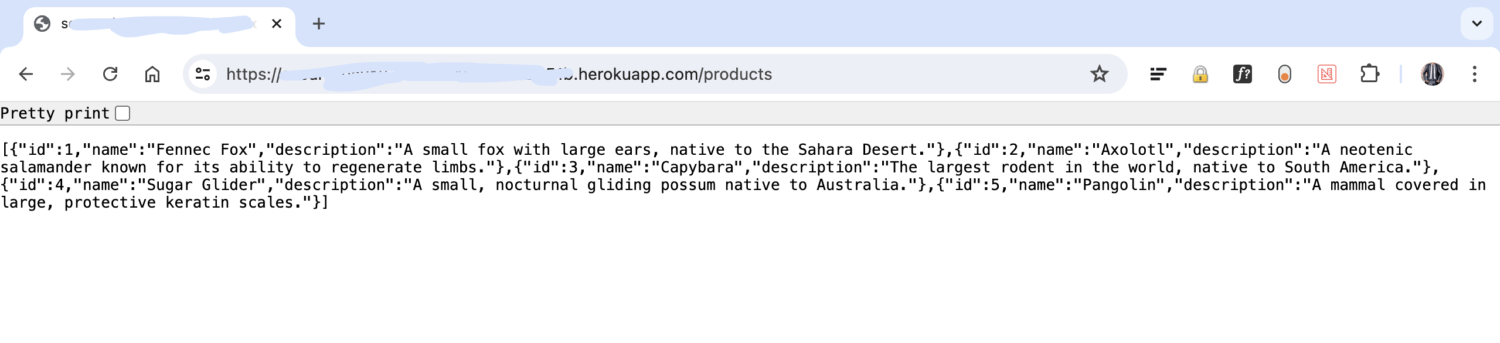 https://
.herokuapp.com/products
Pretty print
[{"id":1,"name":"Fennec Fox","description":"A small fox with large ears, native to the Sahara Desert."},{"id":2,"name":"Axolotl","description":"A neotenic
salamander known for its ability to regenerate limbs."},{"id":3,"name":"Capybara","description":"The largest rodent in the world, native to South America."},
{"id":4,"name":"Sugar Glider","description":"A small, nocturnal gliding possum native to Australia."},{"id":5,"name":"Pangolin","description":"A mammal covered in
large, protective keratin scales."}]